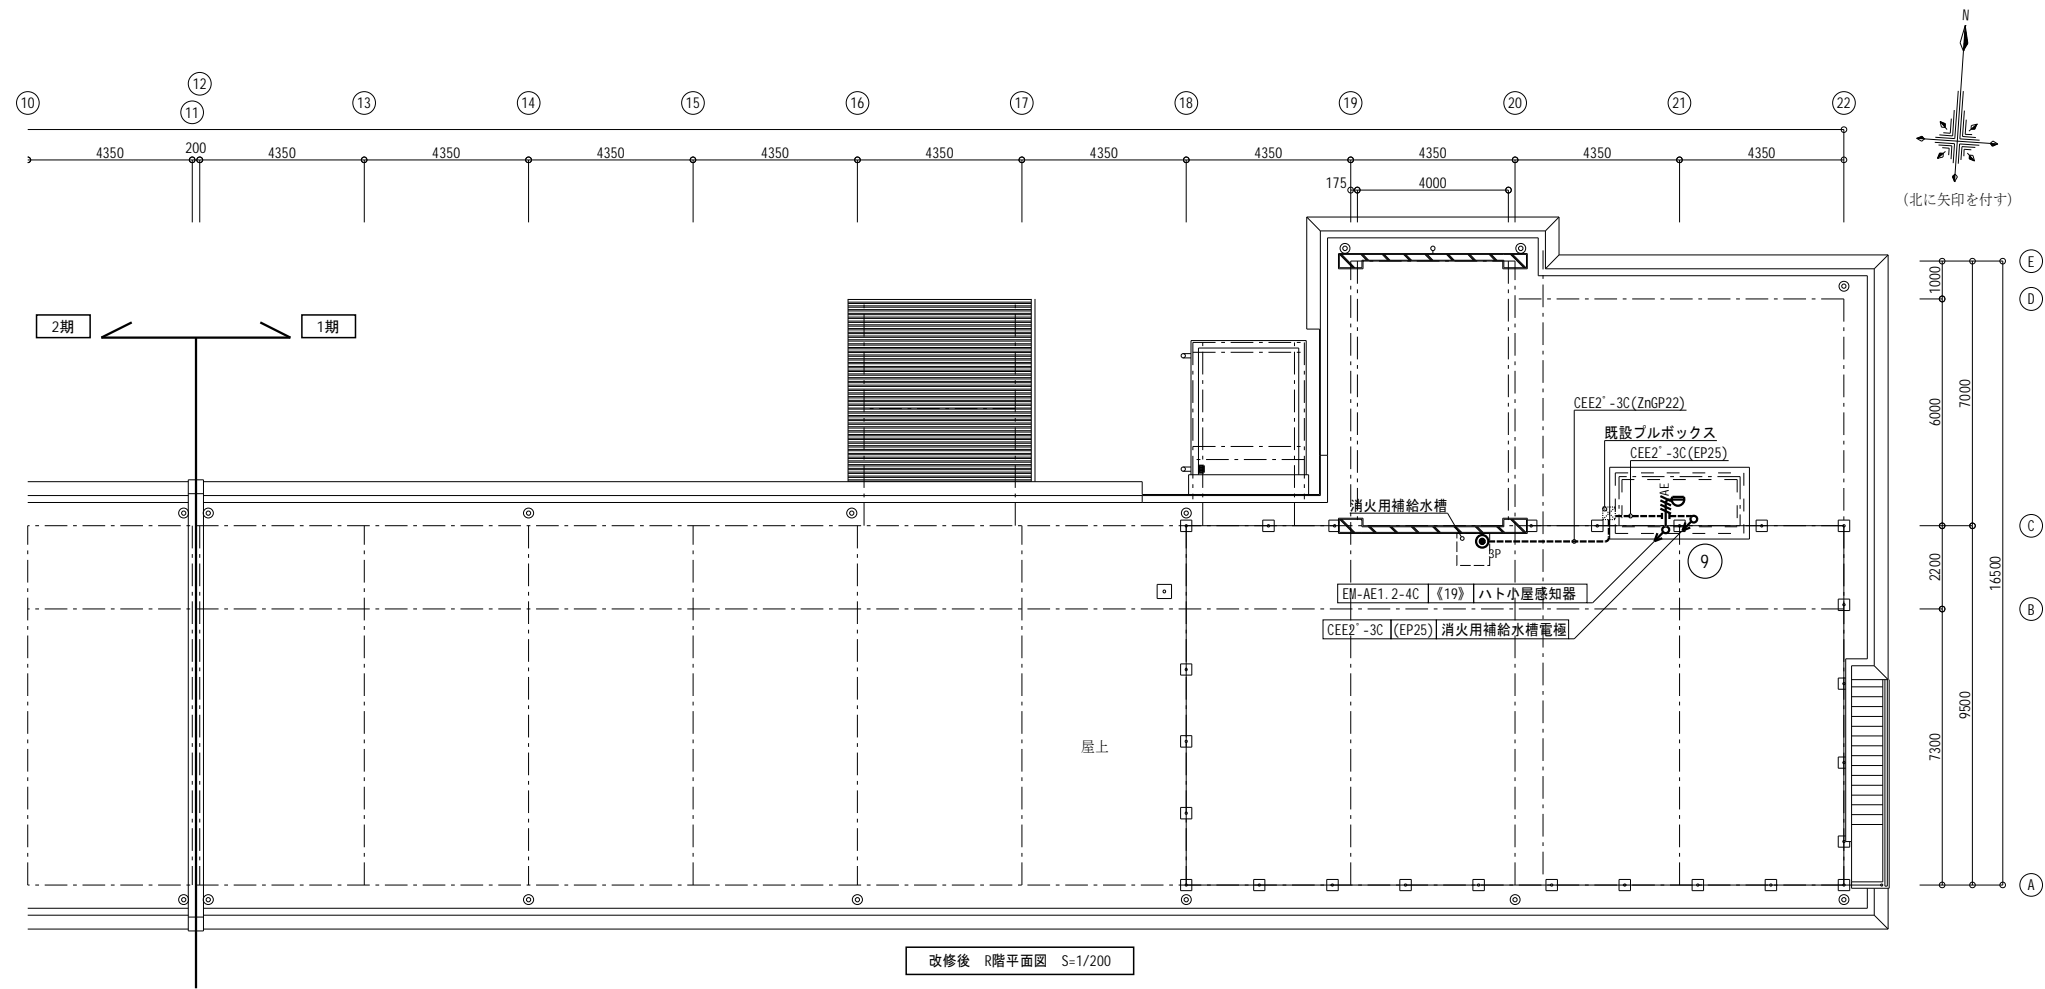 N
(北に矢印を付す)
12
10 11 13 14 15 16 17 18 19 20 21 22
4350 200 4350 4350 4350 4350 4350 4350 4350 4350 4350 4350
175 4000
E
1000
D
2期 1期
6000 7000
CEE2゜-3C(ZnGP22)
既設プルボックス
CEE2゜-3C(EP25)
AE
消火用補給水槽
C
3P
9
2200 16500
EM-AE1.2-4C 《19》 ハト小屋感知器
B
CEE2゜-3C (EP25) 消火用補給水槽電極
9500
7300
屋上
A
改修後 R階平面図 S=1/200